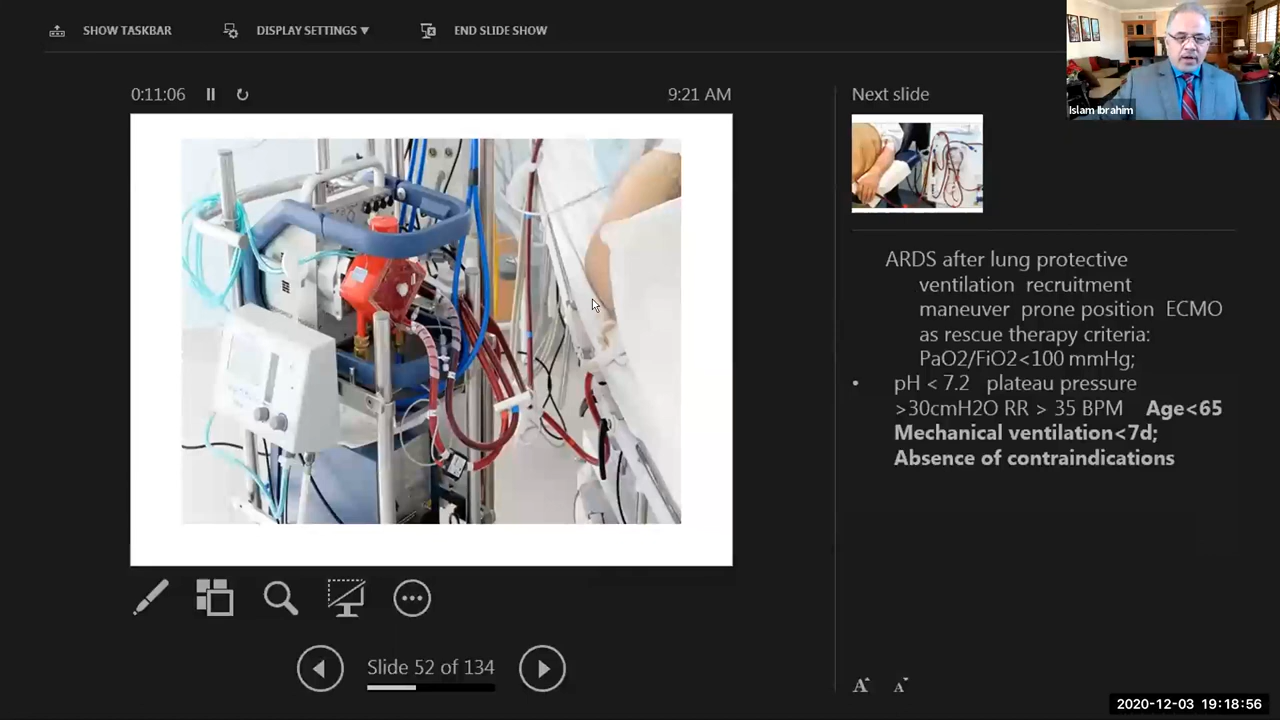 SHOW TASKBAR
DISPLAY SETTINGS ▼
END SLIDE SHOW
Islam Ibrahim
0:11:06
9:21 AM
Next slide
ARDS after lung protective
ventilation recruitment
maneuver prone position ECMO
as rescue therapy criteria:
PaO2/FiO2<100 mmHg;
• pH < 7.2 plateau pressure
>30cmH2O RR > 35 BPM Age<65
Mechanical ventilation<7d;
Absence of contraindications
Slide 52 of 134
A A
2020-12-03 19:18:56